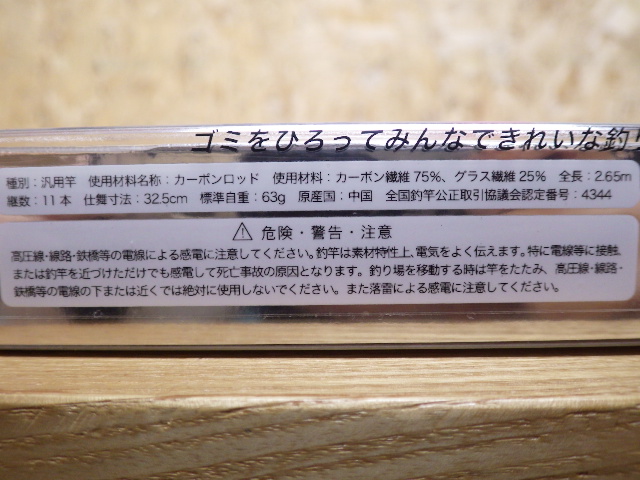 ゴミをひろってみんなできれいな釣り
種別：汎用竿 使用材料名称：カーボンロッド 使用材料：カーボン繊維 75%、グラス繊維 25% 全長：2.65m
継数：11本 仕舞寸法：32.5cm 標準自重：63g 原産国：中国 全国釣竿公正取引協議会認定番号：4344
⚠ 危険・警告・注意
高圧線・線路・鉄橋等の電線による感電に注意してください。釣竿は素材特性上、電気をよく伝えます。特に電線等に接触、
または釣竿を近づけただけでも感電して死亡事故の原因となります。釣り場を移動する時は竿をたたみ、高圧線・線路・
鉄橋等の電線の下または近くでは絶対に使用しないでください。また落雷による感電に注意してください。